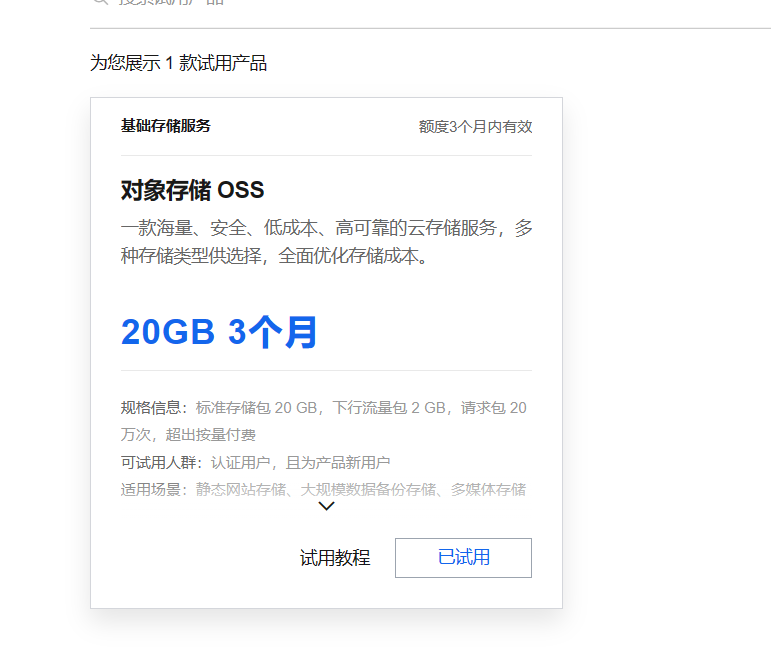 为您展示 1 款试用产品
基础存储服务
额度3个月内有效
对象存储 OSS
一款海量、安全、低成本、高可靠的云存储服务，多
种存储类型供选择，全面优化存储成本。
20GB 3个月
规格信息：标准存储包 20 GB，下行流量包 2 GB，请求包 20
万次，超出按量付费
可试用人群：认证用户，且为产品新用户
适用场景：静态网站存储、大规模数据备份存储、多媒体存储
试用教程
已试用